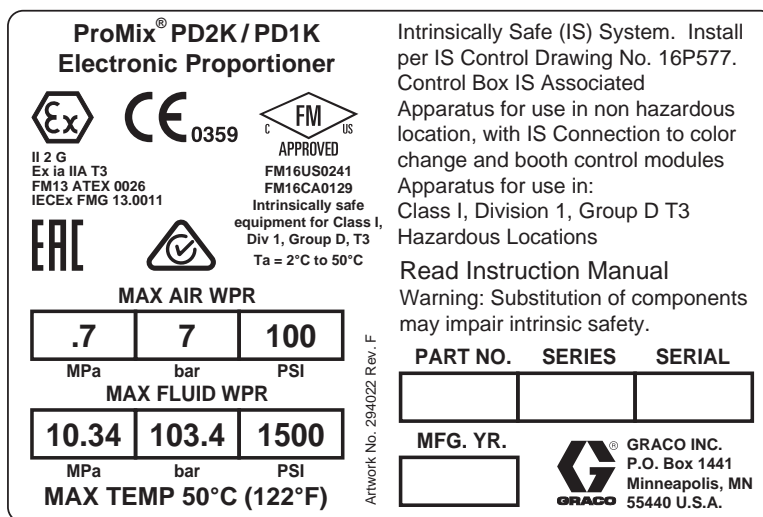 ProMix® PD2K / PD1K
Electronic Proportioner
Ex
CE 0359
FM
C US
APPROVED
II 2 G
Ex ia IIA T3
FM13 ATEX 0026
IECEx FMG 13.0011
FM16US0241
FM16CA0129
Intrinsically safe
equipment for Class I,
Div 1, Group D, T3
Ta = 2°C to 50°C
EAC
MAX AIR WPR
.7 7 100
MPa bar PSI
MAX FLUID WPR
10.34 103.4 1500
MPa bar PSI
MAX TEMP 50°C (122°F)
Artwork No. 294022 Rev. F
Intrinsically Safe (IS) System. Install
per IS Control Drawing No. 16P577.
Control Box IS Associated
Apparatus for use in non hazardous
location, with IS Connection to color
change and booth control modules
Apparatus for use in:
Class I, Division 1, Group D T3
Hazardous Locations
Read Instruction Manual
Warning: Substitution of components
may impair intrinsic safety.
PART NO. SERIES SERIAL
MFG. YR.
GRACO
®
GRACO INC.
P.O. Box 1441
Minneapolis, MN
55440 U.S.A.